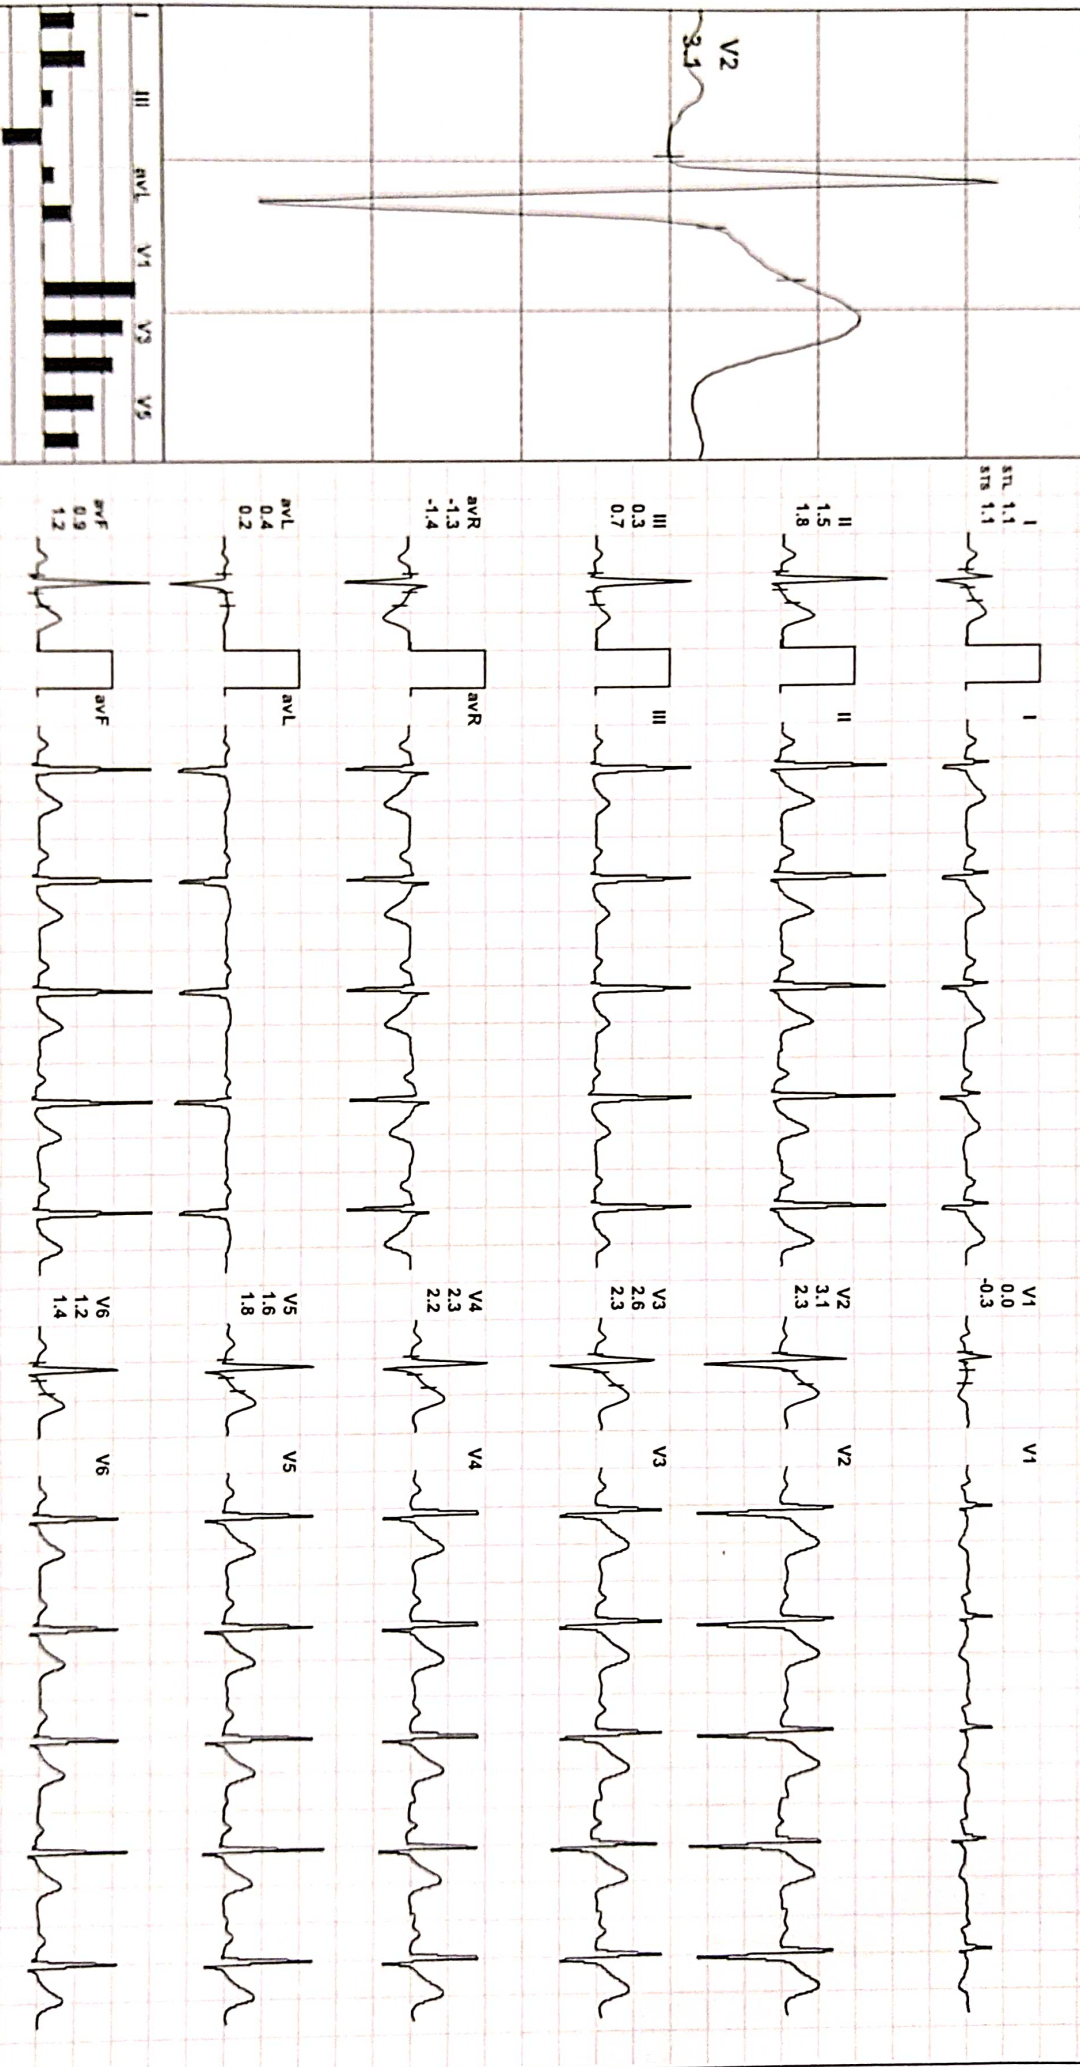 V2
3.1
I
III
avL
V1
V3
V5
I
STL 1.1
STS 1.1
I
II
1.5
1.8
II
III
0.3
0.7
III
avR
-1.3
-1.4
avR
avL
0.4
0.2
avL
avF
0.9
1.2
avF
V1
0.0
-0.3
V1
V2
3.1
2.3
V2
V3
2.6
2.3
V3
V4
2.3
2.2
V4
V5
1.6
1.8
V5
V6
1.2
1.4
V6